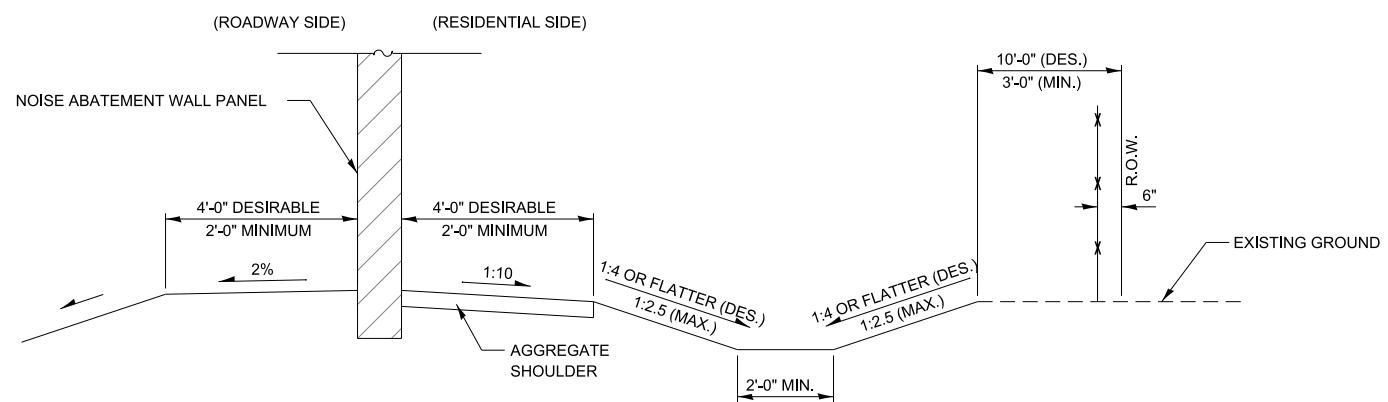 (ROADWAY SIDE)
(RESIDENTIAL SIDE)
10'-0" (DES.)
3'-0" (MIN.)
NOISE ABATEMENT WALL PANEL
R.O.W.
6"
4'-0" DESIRABLE
2'-0" MINIMUM
4'-0" DESIRABLE
2'-0" MINIMUM
EXISTING GROUND
2%
1:10
1:4 OR FLATTER (DES.)
1:2.5 (MAX.)
1:4 OR FLATTER (DES.)
1:2.5 (MAX.)
AGGREGATE
SHOULDER
2'-0" MIN.